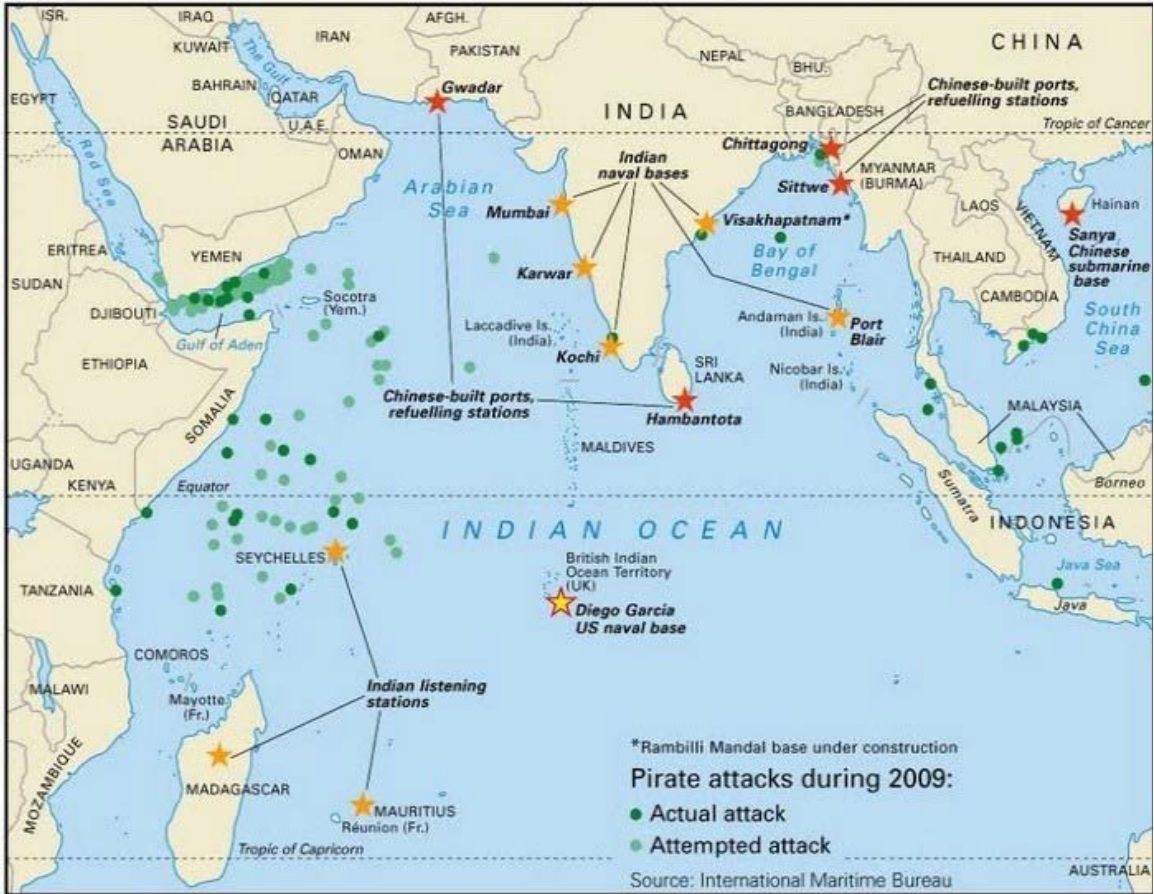 ISR.
IRAQ
IRAN
AFGH.
KUWAIT
The Gulf
PAKISTAN
NEPAL
BHU.
CHINA
BAHRAIN
QATAR
Gwadar
EGYPT
U.A.E.
SAUDI
ARABIA
INDIA
BANGLADESH
Chinese-built ports,
refuelling stations
Tropic of Cancer
Red Sea
OMAN
Chittagong
Indian
naval bases
MYANMAR
(BURMA)
Arabian
Sea
Sittwe
Mumbai
LAOS
VIETNAM
Hainan
Visakhapatnam*
Sanya
Chinese
submarine
base
ERITREA
YEMEN
Bay of
Bengal
THAILAND
SUDAN
Karwar
CAMBODIA
DJIBOUTI
Socotra
(Yem.)
South
China
Sea
Gulf of Aden
Laccadive Is.
(India)
Andaman Is.
(India)
Port
Blair
Kochi
ETHIOPIA
SRI
LANKA
Nicobar Is.
(India)
SOMALIA
Chinese-built ports,
refuelling stations
Hambantota
MALAYSIA
MALDIVES
UGANDA
KENYA
Equator
Sumatra
Borneo
INDIAN OCEAN
INDONESIA
SEYCHELLES
British Indian
Ocean Territory
(UK)
Java Sea
TANZANIA
Diego Garcia
US naval base
Java
COMOROS
MALAWI
Mayotte
(Fr.)
Indian listening
stations
MOZAMBIQUE
MADAGASCAR
MAURITIUS
Réunion (Fr.)
Tropic of Capricorn
*Rambilli Mandal base under construction
Pirate attacks during 2009:
Actual attack
Attempted attack
Source: International Maritime Bureau
AUSTRALIA